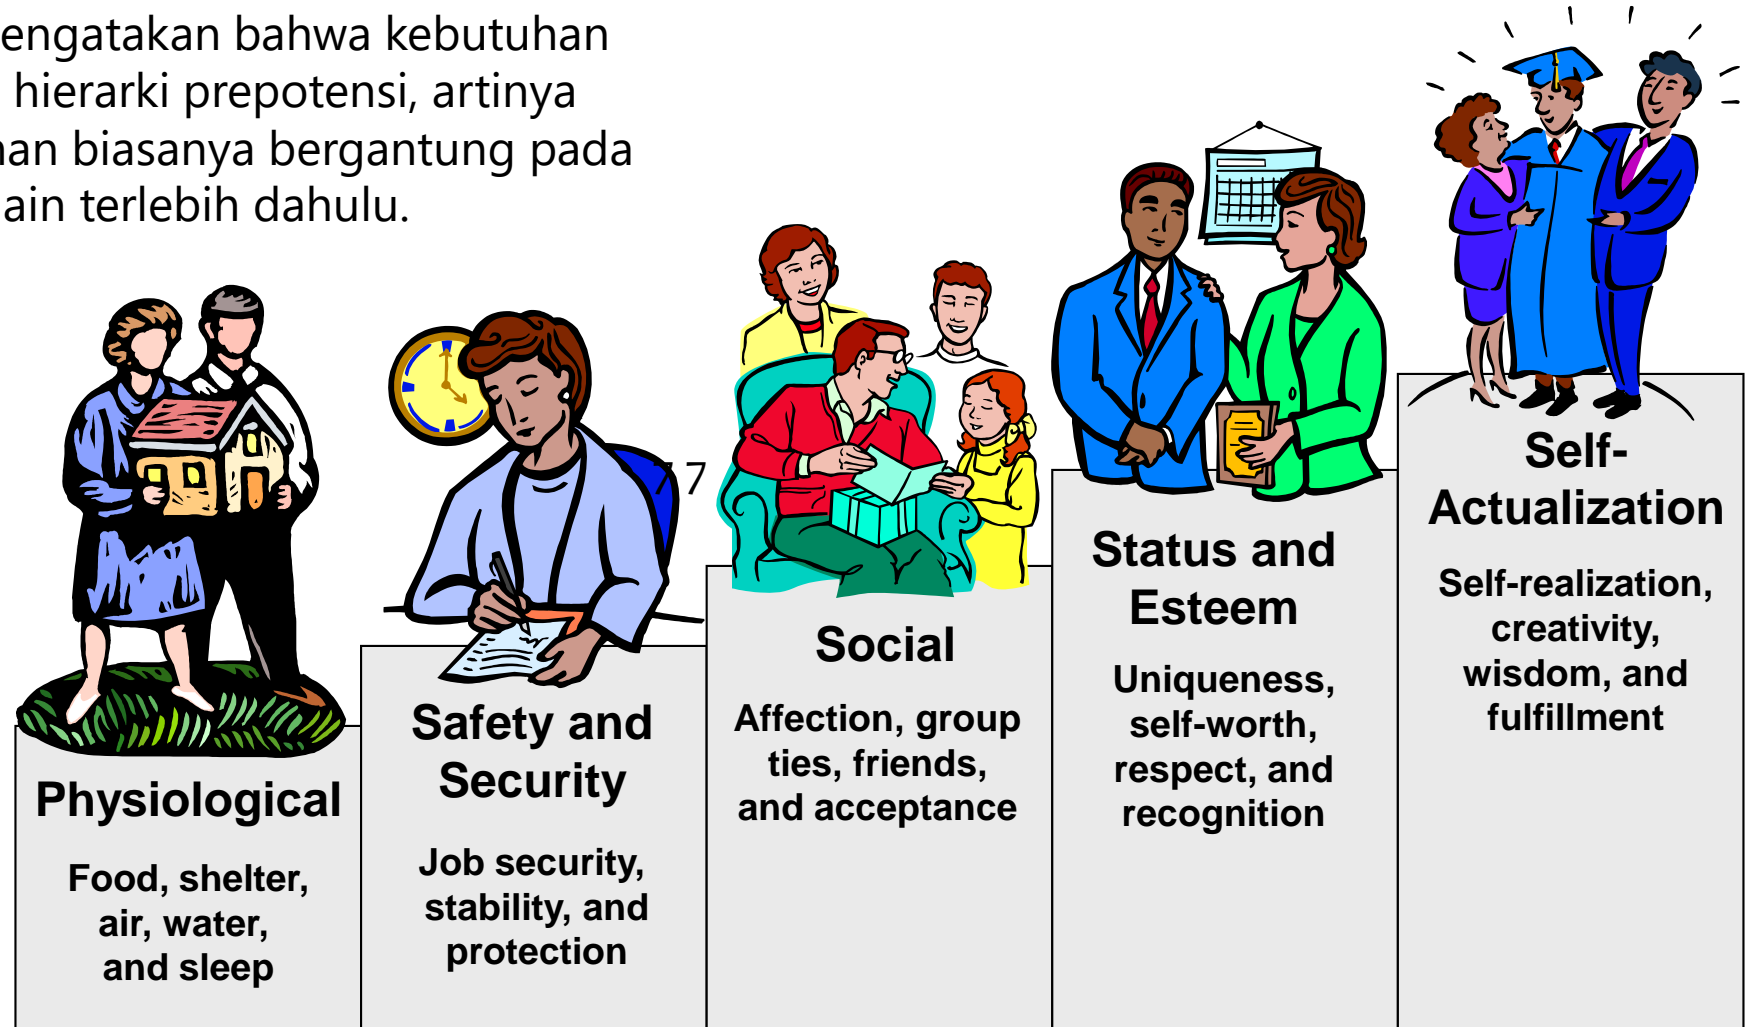 engatakan bahwa kebutuhan
hierarki prepotensi, artinya
an biasanya bergantung pada
ain terlebih dahulu.
77
Physiological
Food, shelter,
air, water,
and sleep
Safety and
Security
Job security,
stability, and
protection
Social
Affection, group
ties, friends,
and acceptance
Status and
Esteem
Uniqueness,
self-worth,
respect, and
recognition
Self-
Actualization
Self-realization,
creativity,
wisdom, and
fulfillment